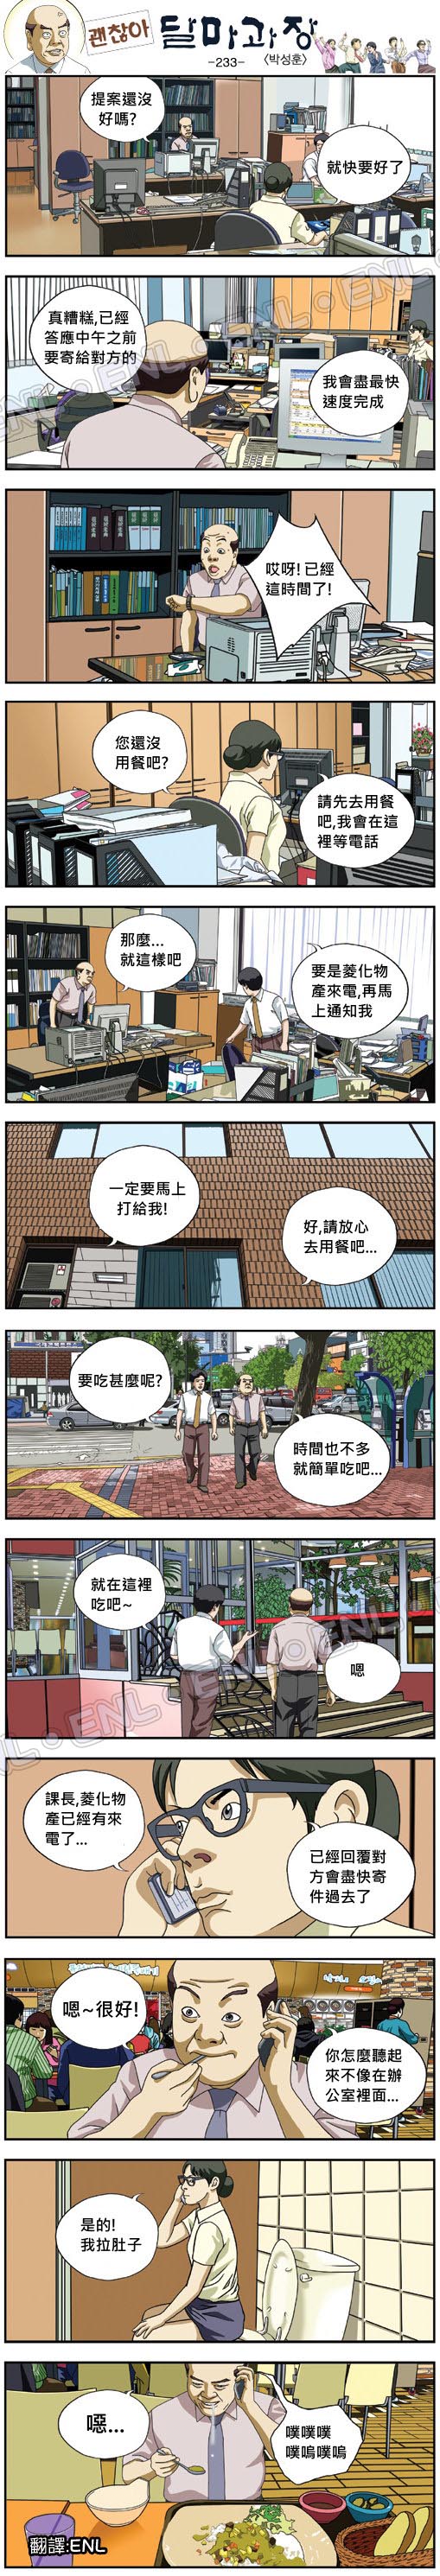 괜찮아 달마과장
-233- <박성훈>
提案還沒
好嗎?
就快要好了
真糟糕,已經
答應中午之前
要寄給對方的
我會盡最快
速度完成
哎呀! 已經
這時間了!
您還沒
用餐吧?
請先去用餐
吧,我會在這
裡等電話
那麼...
就這樣吧
要是菱化物
產來電,再馬
上通知我
一定要馬上
打給我!
好,請放心
去用餐吧...
要吃甚麼呢?
時間也不多
就簡單吃吧...
就在這裡
吃吧~
嗯
課長,菱化物
產已經有來
電了...
已經回覆對
方會盡快寄
件過去了
嗯~很好!
你怎麼聽起
來不像在辦
公室裡面...
是的!
我拉肚子
噁...
噗噗噗
噗嗚噗嗚
翻譯:ENL
ENL